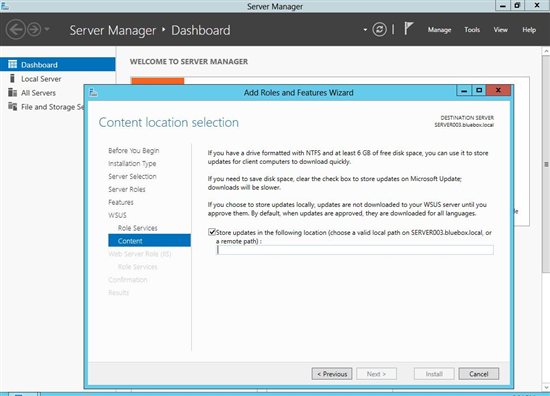 Server Manager
Server Manager ▸ Dashboard
Manage Tools View Help
Dashboard
Local Server
All Servers
File and Storage Se
WELCOME TO SERVER MANAGER
Add Roles and Features Wizard
Content location selection
DESTINATION SERVER
SERVER003.bluebox.local
Before You Begin
Installation Type
Server Selection
Server Roles
Features
WSUS
Role Services
Content
Web Server Role (IIS)
Role Services
Confirmation
Results
If you have a drive formatted with NTFS and at least 6 GB of free disk space, you can use it to store
updates for client computers to download quickly.
If you need to save disk space, clear the check box to store updates on Microsoft Update;
downloads will be slower.
If you choose to store updates locally, updates are not downloaded to your WSUS server until you
approve them. By default, when updates are approved, they are downloaded for all languages.
Store updates in the following location (choose a valid local path on SERVER003.bluebox.local, or
a remote path) :
< Previous
Next >
Install
Cancel